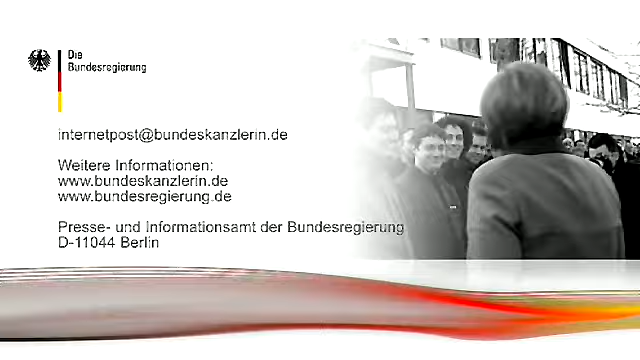 Die
Bundesregierung
internetpost@bundeskanzlerin.de
Weitere Informationen:
www.bundeskanzlerin.de
www.bundesregierung.de
Presse- und Informationsamt der Bundesregierung
D-11044 Berlin